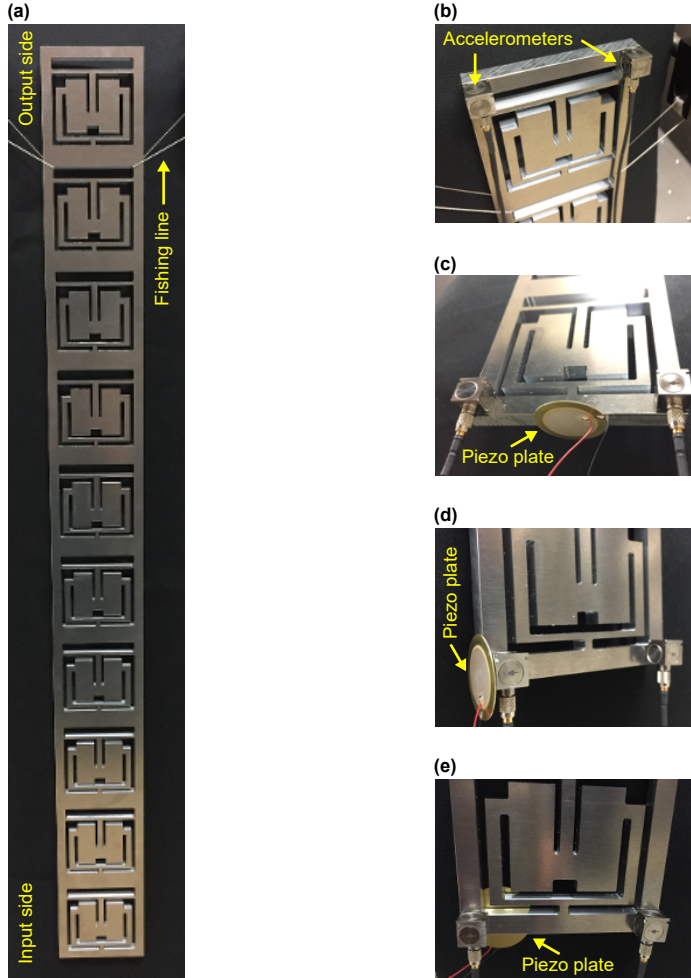 (a)
Output side
Fishing line
Input side
(b)
Accelerometers
(c)
Piezo plate
(d)
Piezo plate
(e)
Piezo plate